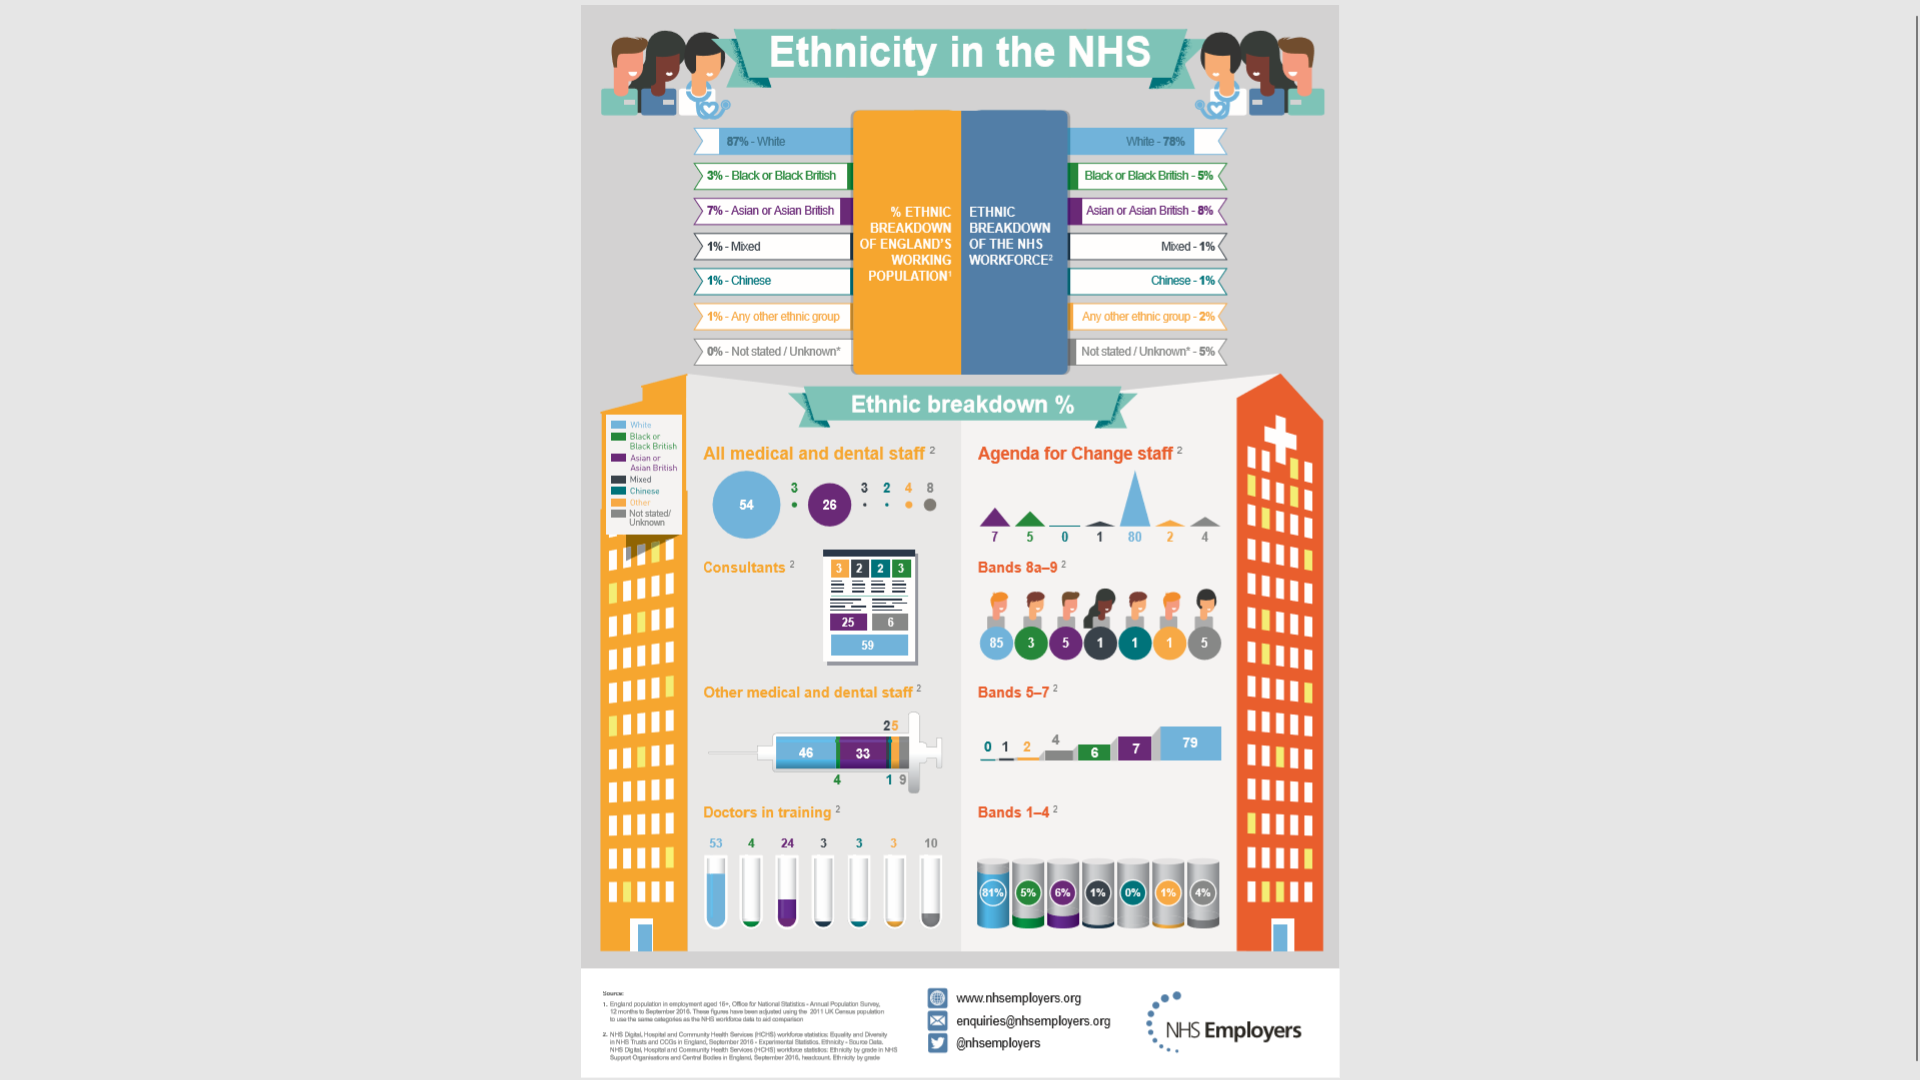 Ethnicity in the NHS
87% - White
3% - Black or Black British
7% - Asian or Asian British
1% - Mixed
1% - Chinese
1% - Any other ethnic group
0% - Not stated / Unknown*
% ETHNIC
BREAKDOWN
OF ENGLAND'S
WORKING
POPULATION¹
ETHNIC
BREAKDOWN
OF THE NHS
WORKFORCE²
White - 78%
Black or Black British - 5%
Asian or Asian British - 8%
Mixed - 1%
Chinese - 1%
Any other ethnic group - 2%
Not stated / Unknown* - 5%
Ethnic breakdown %
White
Black or
Black British
Asian or
Asian British
Mixed
Chinese
Other
Not stated/
Unknown
All medical and dental staff ²
54 3 26 3 2 4 8
Consultants ²
3 2 2 3
25 6
59
Other medical and dental staff ²
2 5
46 33
4 1 9
Doctors in training ²
53 4 24 3 3 3 10
Agenda for Change staff ²
7 5 0 1 80 2 4
Bands 8a–9 ²
85 3 5 1 1 1 5
Bands 5–7 ²
0 1 2 4 6 7 79
Bands 1–4 ²
81% 5% 6% 1% 0% 1% 4%
Source:
1. England population in employment aged 16+, Office for National Statistics - Annual Population Survey,
12 months to September 2016. These figures have been adjusted using the 2011 UK Census population
to use the same categories as the NHS workforce data to aid comparison
2. NHS Digital, Hospital and Community Health Services (HCHS) workforce statistics: Equality and Diversity
in NHS Trusts and CCGs in England, September 2016 - Experimental Statistics. Ethnicity - Source Data.
NHS Digital, Hospital and Community Health Services (HCHS) workforce statistics: Ethnicity by grade in NHS
Support Organisations and Central Bodies in England, September 2016, headcount. Ethnicity by grade
www.nhsemployers.org
enquiries@nhsemployers.org
@nhsemployers
NHS Employers